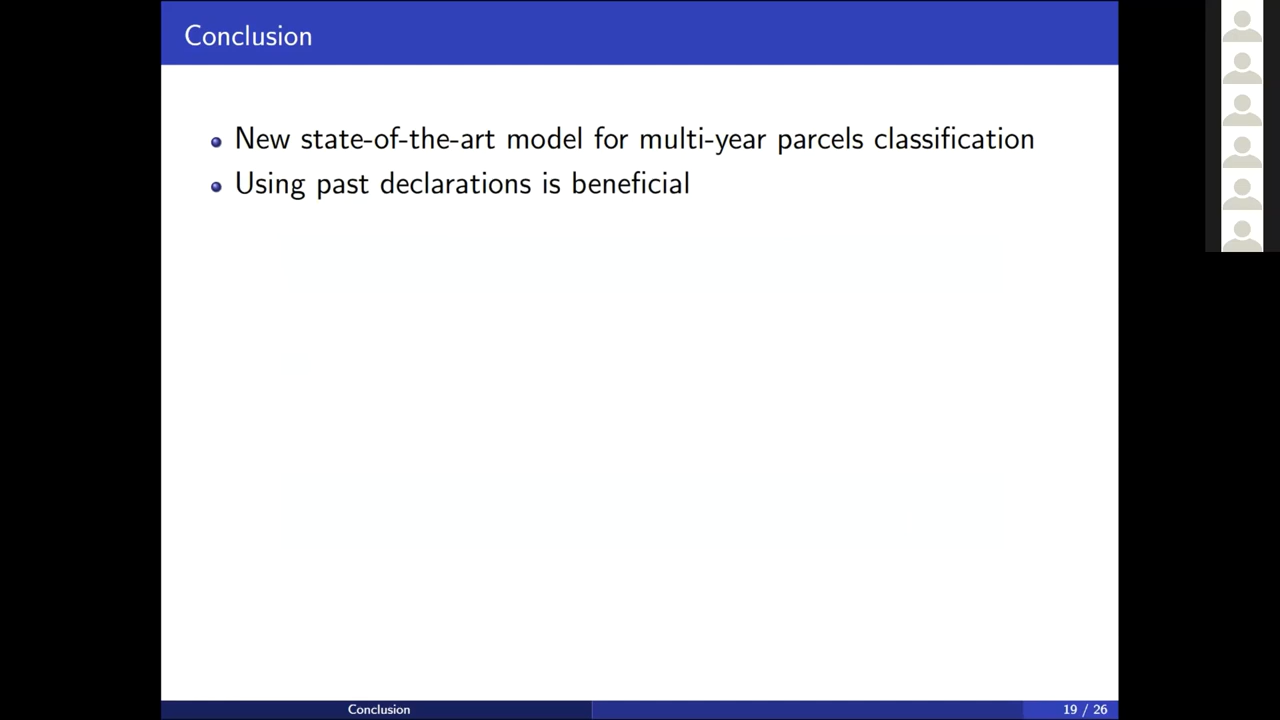 Conclusion
New state-of-the-art model for multi-year parcels classification
Using past declarations is beneficial
Conclusion
19 / 26